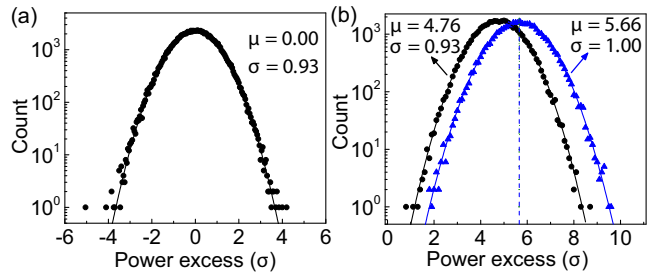 (a)
μ = 0.00
σ = 0.93
10³
10²
10¹
10⁰
Count
-6 -4 -2 0 2 4 6
Power excess (σ)
(b)
μ = 4.76
σ = 0.93
μ = 5.66
σ = 1.00
10³
10²
10¹
10⁰
Count
0 2 4 6 8 10
Power excess (σ)